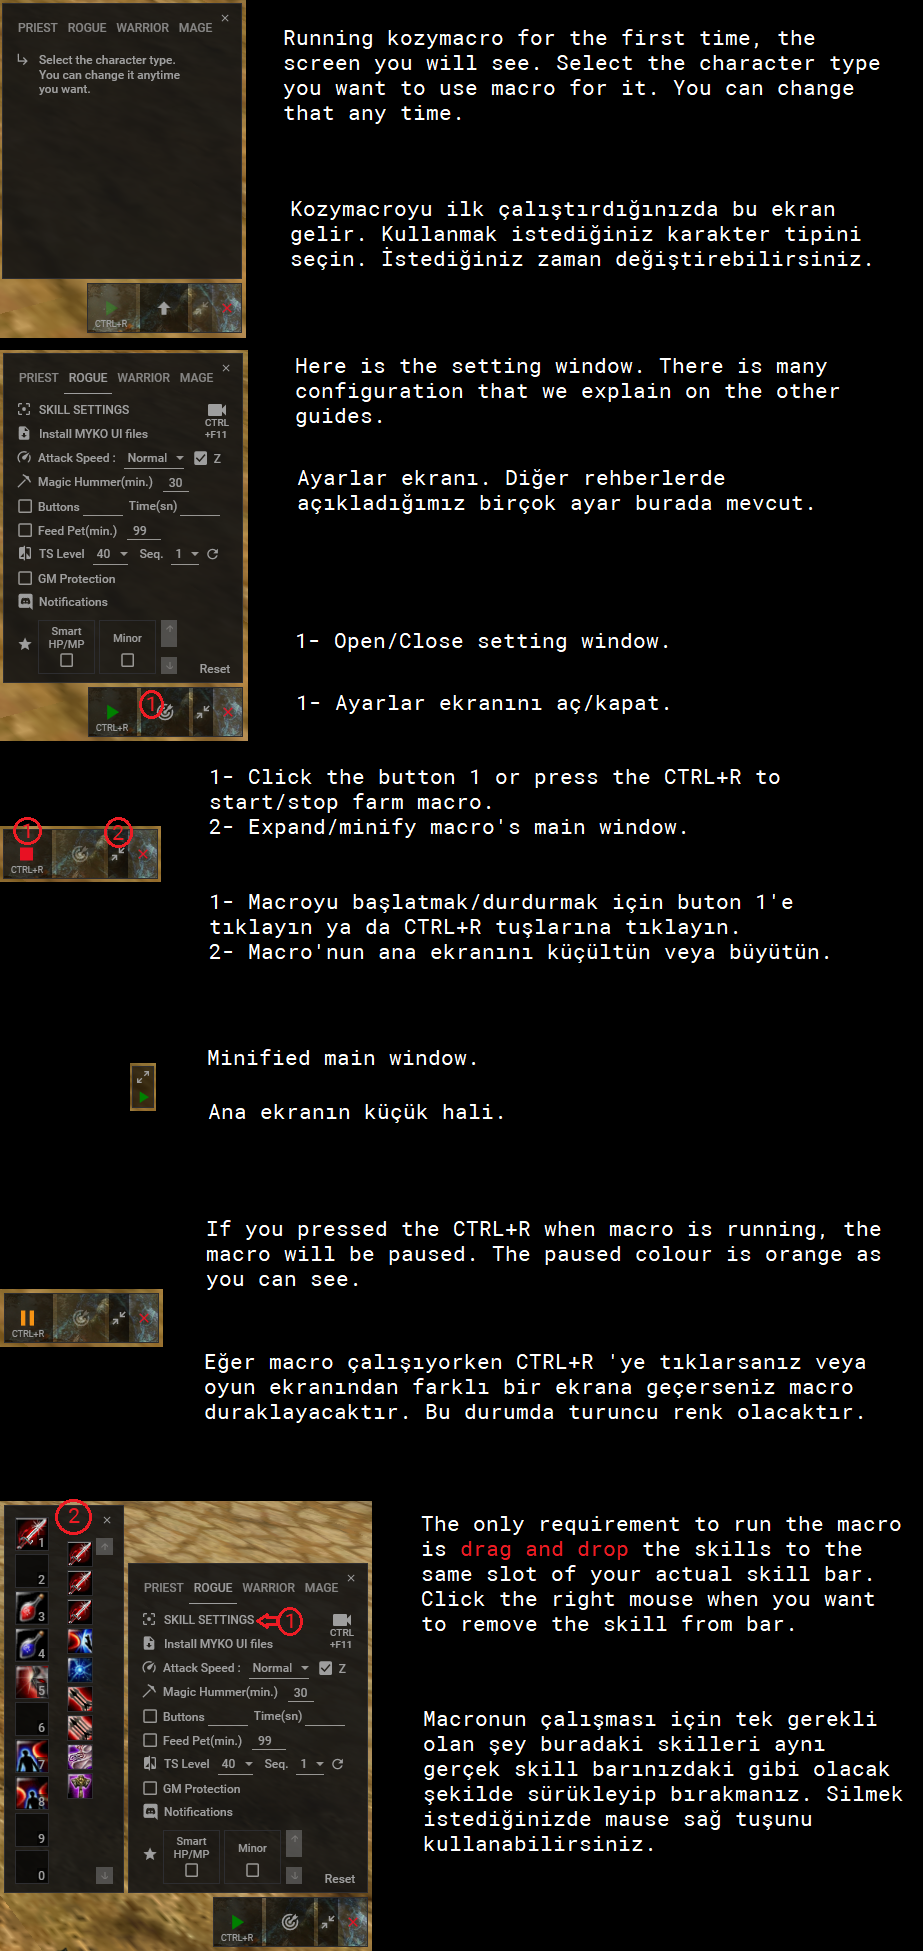 PRIEST ROGUE WARRIOR MAGE ×
Select the character type.
You can change it anytime
you want.
CTRL+R
Running kozymacro for the first time, the
screen you will see. Select the character type
you want to use macro for it. You can change
that any time.
Kozymacroyu ilk çalıştırdığınızda bu ekran
gelir. Kullanmak istediğiniz karakter tipini
seçin. İstediğiniz zaman değiştirebilirsiniz.
PRIEST ROGUE WARRIOR MAGE ×
SKILL SETTINGS
CTRL
+F11
Install MYKO UI files
Attack Speed : Normal Z
Magic Hummer(min.) 30
Buttons Time(sn)
Feed Pet(min.) 99
TS Level 40 Seq. 1
GM Protection
Notifications
Smart
HP/MP
Minor
Reset
1
CTRL+R
Here is the setting window. There is many
configuration that we explain on the other
guides.
Ayarlar ekranı. Diğer rehberlerde
açıkladığımız birçok ayar burada mevcut.
1- Open/Close setting window.
1- Ayarlar ekranını aç/kapat.
1 2
CTRL+R
1- Click the button 1 or press the CTRL+R to
start/stop farm macro.
2- Expand/minify macro's main window.
1- Macroyu başlatmak/durdurmak için buton 1'e
tıklayın ya da CTRL+R tuşlarına tıklayın.
2- Macro'nun ana ekranını küçültün veya büyütün.
Minified main window.
Ana ekranın küçük hali.
If you pressed the CTRL+R when macro is running, the
macro will be paused. The paused colour is orange as
you can see.
CTRL+R
Eğer macro çalışıyorken CTRL+R 'ye tıklarsanız veya
oyun ekranından farklı bir ekrana geçerseniz macro
duraklayacaktır. Bu durumda turuncu renk olacaktır.
2 ×
1
2
3
4
5
6
7
8
9
0
PRIEST ROGUE WARRIOR MAGE ×
SKILL SETTINGS 1
CTRL
+F11
Install MYKO UI files
Attack Speed : Normal Z
Magic Hummer(min.) 30
Buttons Time(sn)
Feed Pet(min.) 99
TS Level 40 Seq. 1
GM Protection
Notifications
Smart
HP/MP
Minor
Reset
CTRL+R
The only requirement to run the macro
is drag and drop the skills to the
same slot of your actual skill bar.
Click the right mouse when you want
to remove the skill from bar.
Macronun çalışması için tek gerekli
olan şey buradaki skilleri aynı
gerçek skill barınızdaki gibi olacak
şekilde sürükleyip bırakmanız. Silmek
istediğinizde mause sağ tuşunu
kullanabilirsiniz.